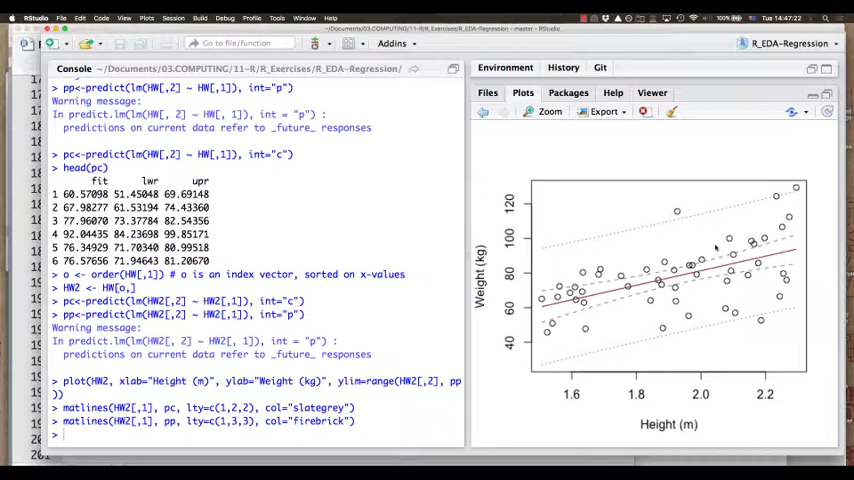 RStudio File Edit Code View Plots Session Build Debug Profile Tools Window Help 100% Tue 14:47:22
~/Documents/03.COMPUTING/11-R/R_Exercises/R_EDA-Regression - master - RStudio
Go to file/function Addins R_EDA-Regression
Console ~/Documents/03.COMPUTING/11-R/R_Exercises/R_EDA-Regression/
> pp<-predict(lm(HW[,2] ~ HW[,1]), int="p")
Warning message:
In predict.lm(lm(HW[, 2] ~ HW[, 1]), int = "p") :
predictions on current data refer to _future_ responses
> pc<-predict(lm(HW[,2] ~ HW[,1]), int="c")
> head(pc)
fit lwr upr
1 60.57098 51.45048 69.69148
2 67.98277 61.53194 74.43360
3 77.96070 73.37784 82.54356
4 92.04435 84.23698 99.85171
5 76.34929 71.70340 80.99518
6 76.57656 71.94643 81.20670
> o <- order(HW[,1]) # o is an index vector, sorted on x-values
> HW2 <- HW[o,]
> pc<-predict(lm(HW2[,2] ~ HW2[,1]), int="c")
> pp<-predict(lm(HW2[,2] ~ HW2[,1]), int="p")
Warning message:
In predict.lm(lm(HW2[, 2] ~ HW2[, 1]), int = "p") :
predictions on current data refer to _future_ responses
> plot(HW2, xlab="Height (m)", ylab="Weight (kg)", ylim=range(HW2[,2], pp
))
> matlines(HW2[,1], pc, lty=c(1,2,2), col="slategrey")
> matlines(HW2[,1], pp, lty=c(1,3,3), col="firebrick")
>
Environment History Git
Files Plots Packages Help Viewer
Zoom Export
120
100
80
60
40
Weight (kg)
1.6 1.8 2.0 2.2
Height (m)